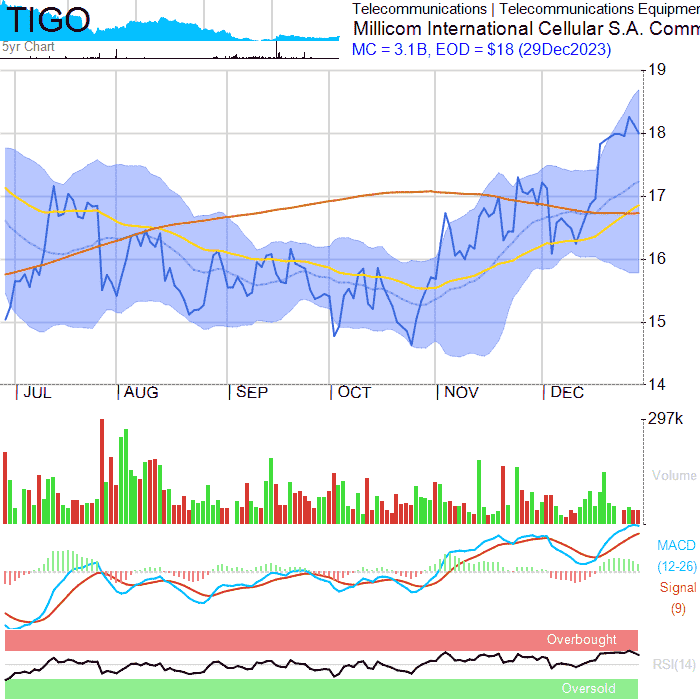 TIGO
5yr Chart
Telecommunications | Telecommunications Equipmen
Millicom International Cellular S.A. Comm
MC = 3.1B, EOD = $18 (29Dec2023)
19
18
17
16
15
14
JUL AUG SEP OCT NOV DEC
297k
Volume
MACD
(12-26)
Signal
(9)
Overbought
RSI(14)
Oversold